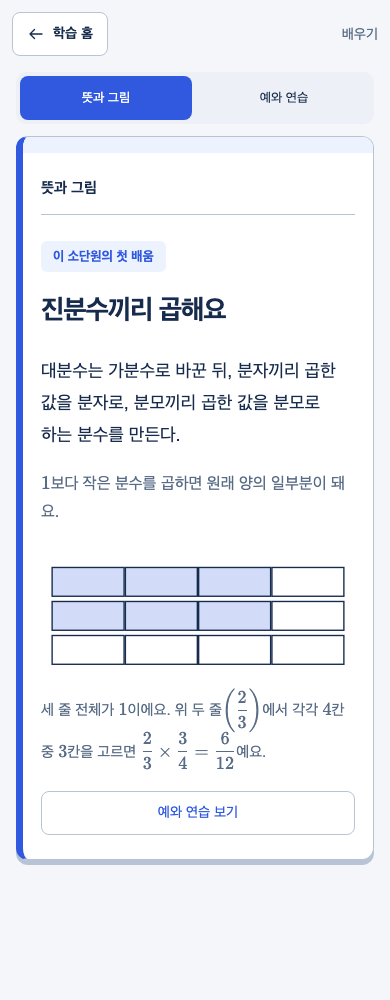 ← 학습 홈
배우기
뜻과 그림
예와 연습
뜻과 그림
이 소단원의 첫 배움
진분수끼리 곱해요
대분수는 가분수로 바꾼 뒤, 분자끼리 곱한
값을 분자로, 분모끼리 곱한 값을 분모로
하는 분수를 만든다.
1보다 작은 분수를 곱하면 원래 양의 일부분이 돼
요.
세 줄 전체가 1이에요. 위 두 줄(2/3)에서 각각 4칸
중 3칸을 고르면 2/3 × 3/4 = 6/12예요.
예와 연습 보기